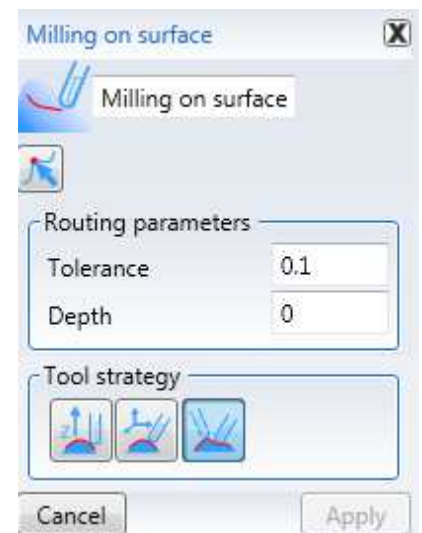 Milling on surface
Milling on surface
Routing parameters
Tolerance 0.1
Depth 0
Tool strategy
z
Cancel Apply